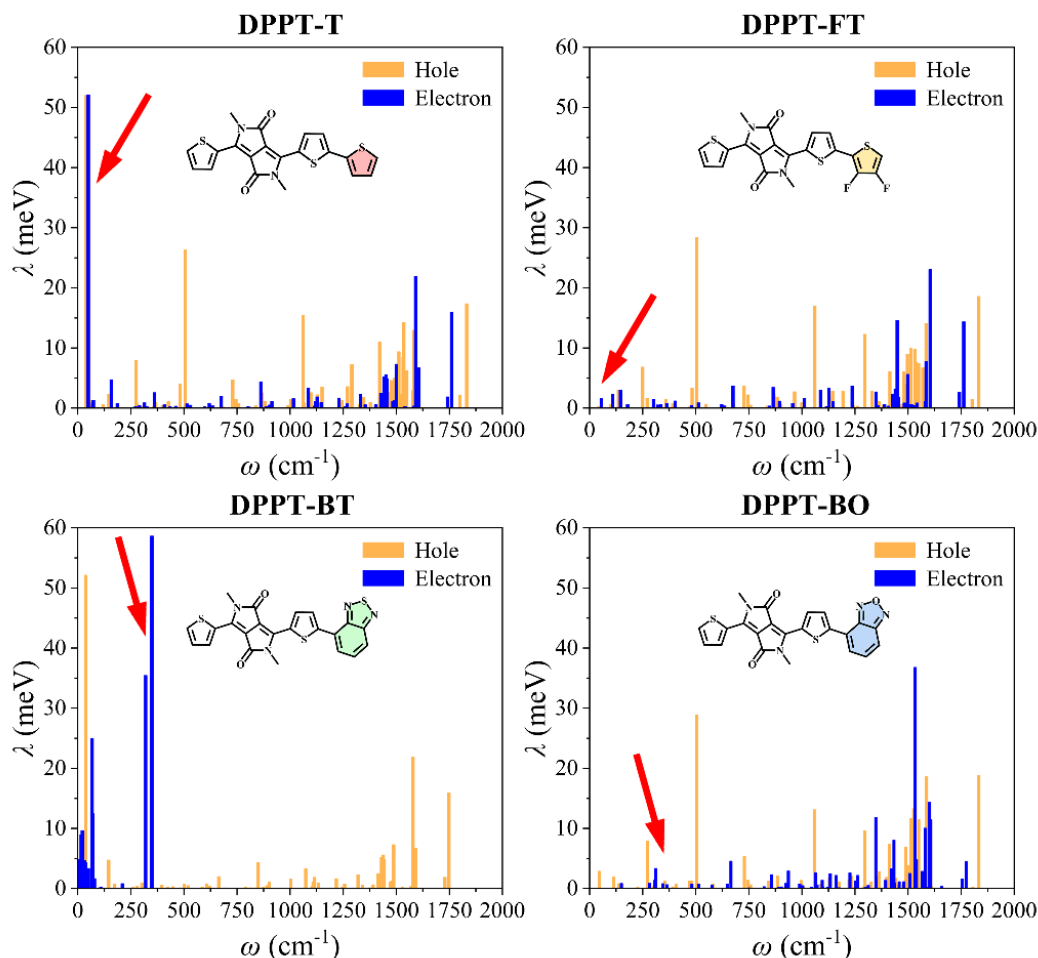 DPPT-T
60
50
40
30
20
10
0
λ (meV)
Hole
Electron
S
N
O
S
O
N
S
0 250 500 750 1000 1250 1500 1750 2000
ω (cm⁻¹)
DPPT-FT
60
50
40
30
20
10
0
λ (meV)
Hole
Electron
S
N
O
S
O
N
S
F F
0 250 500 750 1000 1250 1500 1750 2000
ω (cm⁻¹)
DPPT-BT
60
50
40
30
20
10
0
λ (meV)
Hole
Electron
S
N
O
S
O
N
N S N
0 250 500 750 1000 1250 1500 1750 2000
ω (cm⁻¹)
DPPT-BO
60
50
40
30
20
10
0
λ (meV)
Hole
Electron
S
N
O
S
O
N
N O N
0 250 500 750 1000 1250 1500 1750 2000
ω (cm⁻¹)